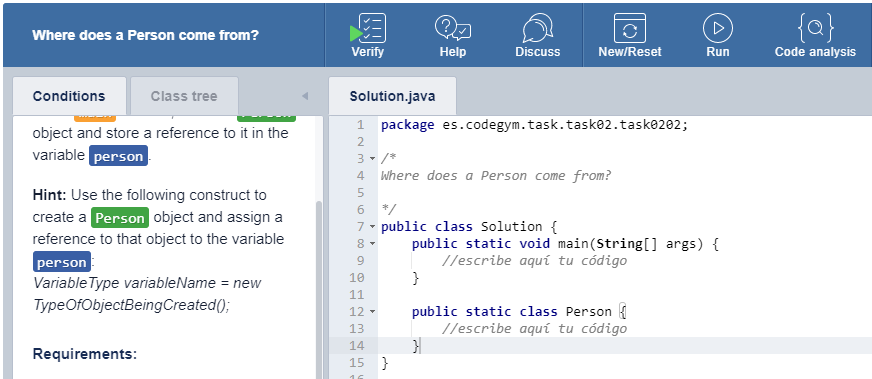 Where does a Person come from?
Verify
Help
Discuss
New/Reset
Run
Code analysis
Conditions
Class tree
object and store a reference to it in the
variable person.
Hint: Use the following construct to
create a Person object and assign a
reference to that object to the variable
person:
VariableType variableName = new
TypeOfObjectBeingCreated();
Requirements:
Solution.java
1 package es.codegym.task.task02.task0202;
2
3 /*
4 Where does a Person come from?
5
6 */
7 public class Solution {
8 public static void main(String[] args) {
9 //escribe aquí tu código
10 }
11
12 public static class Person {
13 //escribe aquí tu código
14 }
15 }